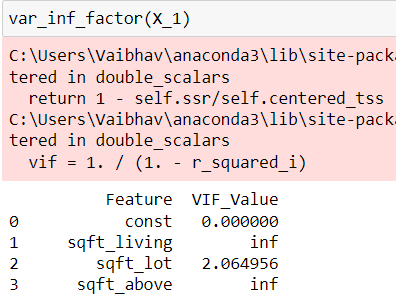 var_inf_factor(X_1)
C:\Users\Vaibhav\anaconda3\lib\site-pack
tered in double_scalars
return 1 - self.ssr/self.centered_tss
C:\Users\Vaibhav\anaconda3\lib\site-pack
tered in double_scalars
vif = 1. / (1. - r_squared_i)
Feature VIF_Value
0 const 0.000000
1 sqft_living inf
2 sqft_lot 2.064956
3 sqft_above inf